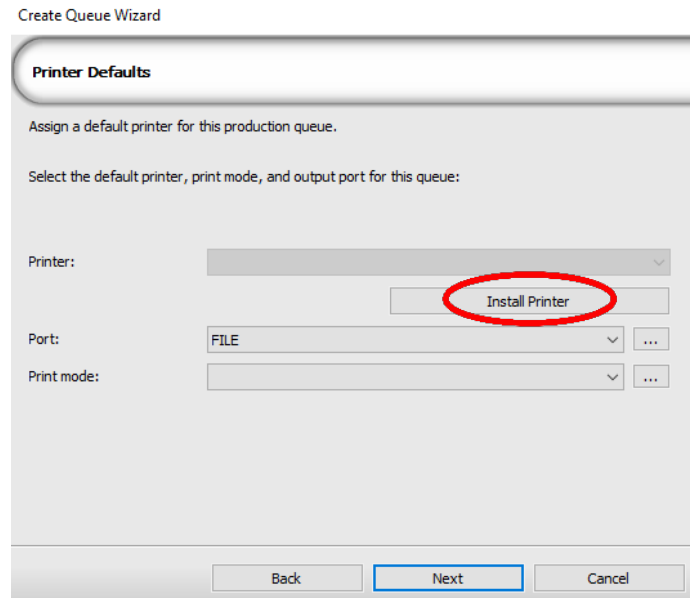 Create Queue Wizard
Printer Defaults
Assign a default printer for this production queue.
Select the default printer, print mode, and output port for this queue:
Printer:
Install Printer
Port:
FILE
...
Print mode:
...
Back
Next
Cancel